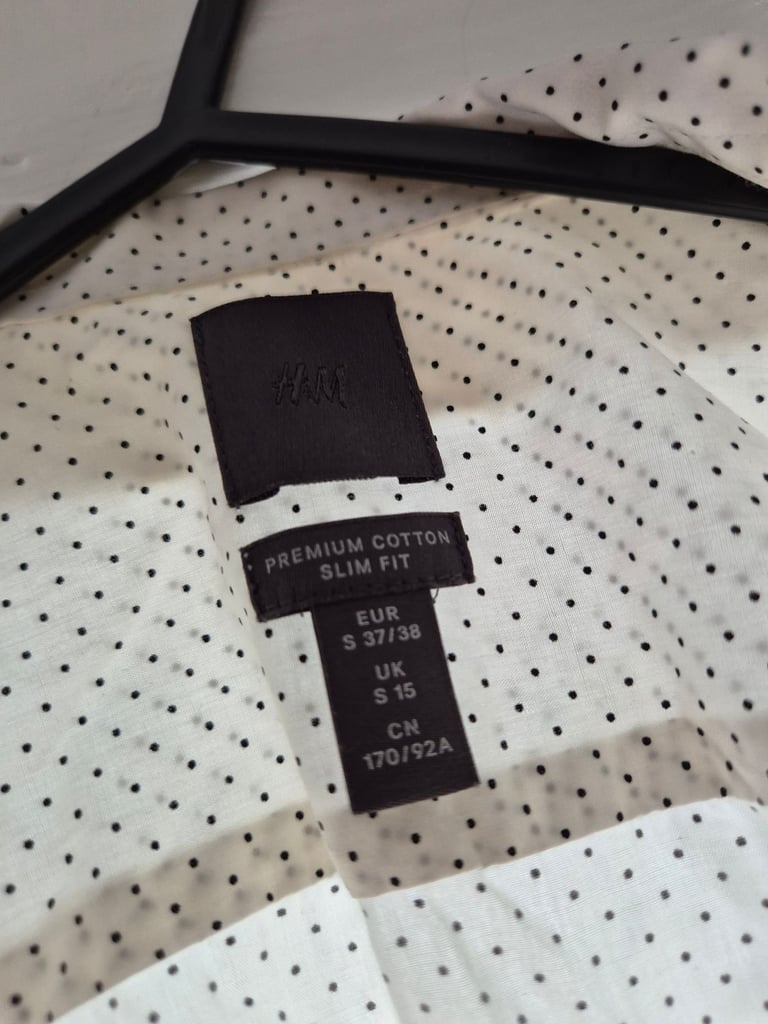 H&M
PREMIUM COTTON
SLIM FIT
EUR
S 37/38
UK
S 15
CN
170/92A